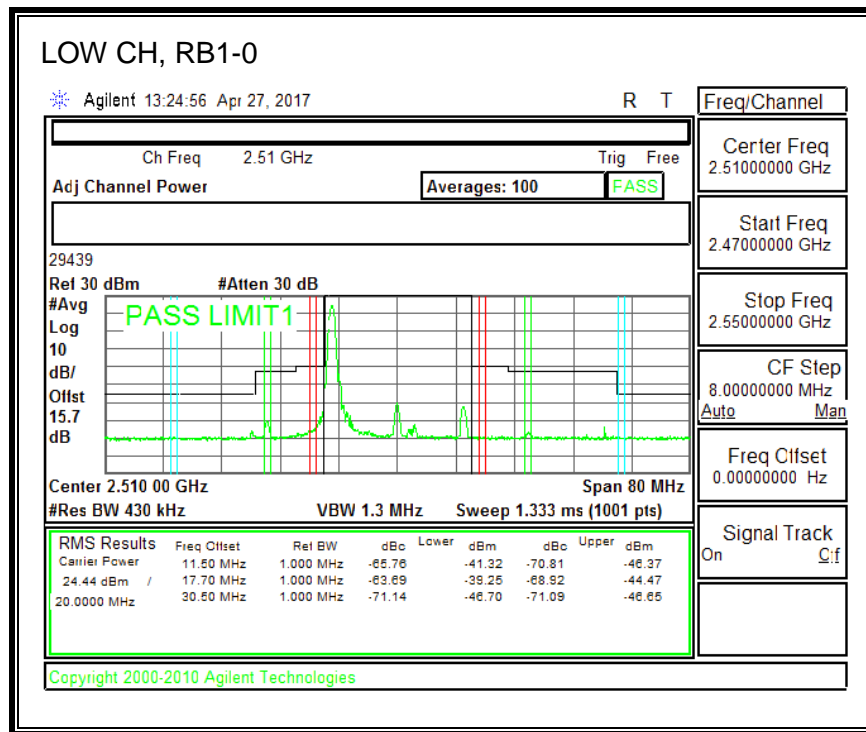 LOW CH, RB1-0
Agilent 13:24:56 Apr 27, 2017 R T
Freq/Channel
Ch Freq 2.51 GHz Trig Free
Adj Channel Power Averages: 100 PASS
Center Freq
2.51000000 GHz
Start Freq
2.47000000 GHz
Stop Freq
2.55000000 GHz
CF Step
8.00000000 MHz
Auto Man
Freq Offset
0.00000000 Hz
Signal Track
On Off
29439
Ref 30 dBm #Atten 30 dB
#Avg
Log
10
dB/
Offst
15.7
dB
PASS LIMIT1
Center 2.510 00 GHz Span 80 MHz
#Res BW 430 kHz VBW 1.3 MHz Sweep 1.333 ms (1001 pts)
RMS Results Freq Offset Ref BW dBc Lower dBm dBc Upper dBm
Carrier Power 11.50 MHz 1.000 MHz -65.76 -41.32 -70.81 -46.37
24.44 dBm / 17.70 MHz 1.000 MHz -63.69 -39.25 -68.92 -44.47
20.0000 MHz 30.50 MHz 1.000 MHz -71.14 -46.70 -71.09 -46.65
Copyright 2000-2010 Agilent Technologies